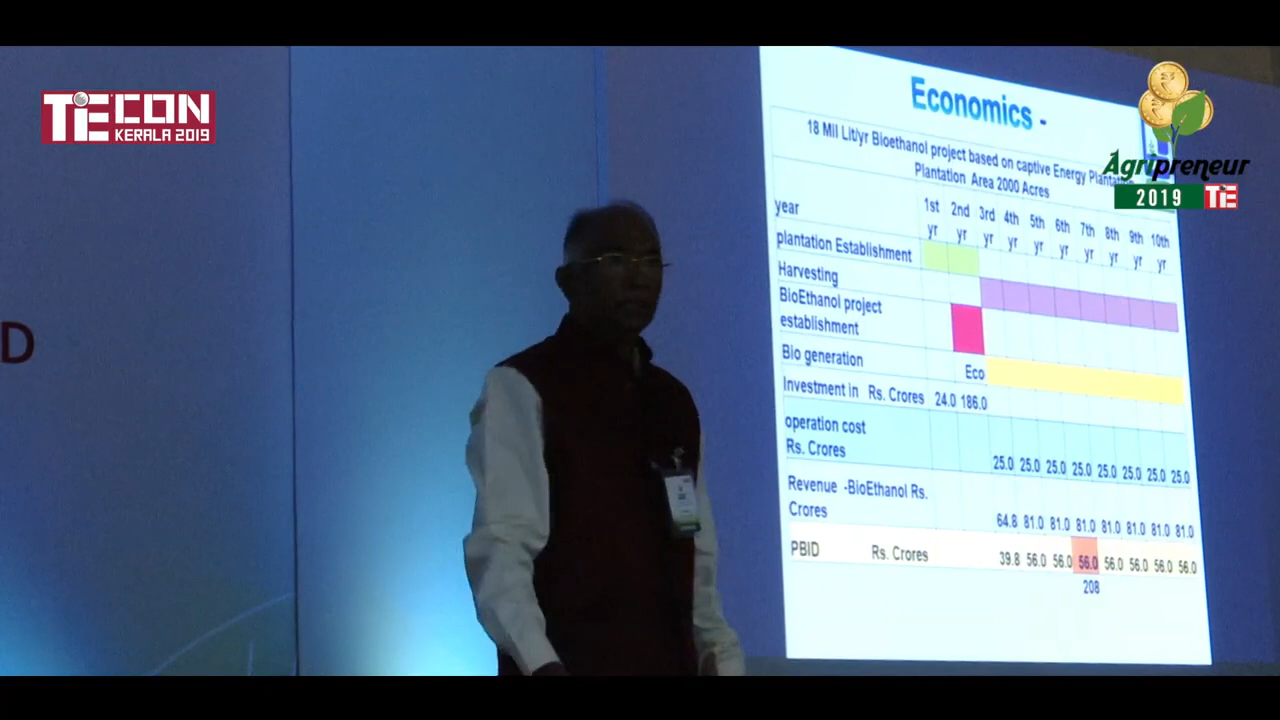 TiECON
KERALA 2019
Agripreneur
2019 TiE
D
Economics -
18 Mil Lit/yr Bioethanol project based on captive Energy
Plantation Area 2000 Acres
year 1st yr 2nd yr 3rd yr 4th yr 5th yr 6th yr 7th yr 8th yr 9th yr 10th yr
plantation Establishment
Harvesting
BioEthanol project
establishment
Bio generation Eco
Investment in Rs. Crores 24.0 186.0
operation cost
Rs. Crores 25.0 25.0 25.0 25.0 25.0 25.0 25.0 25.0
Revenue -BioEthanol Rs.
Crores 64.8 81.0 81.0 81.0 81.0 81.0 81.0 81.0
PBID Rs. Crores 39.8 56.0 56.0 56.0 56.0 56.0 56.0 56.0
208